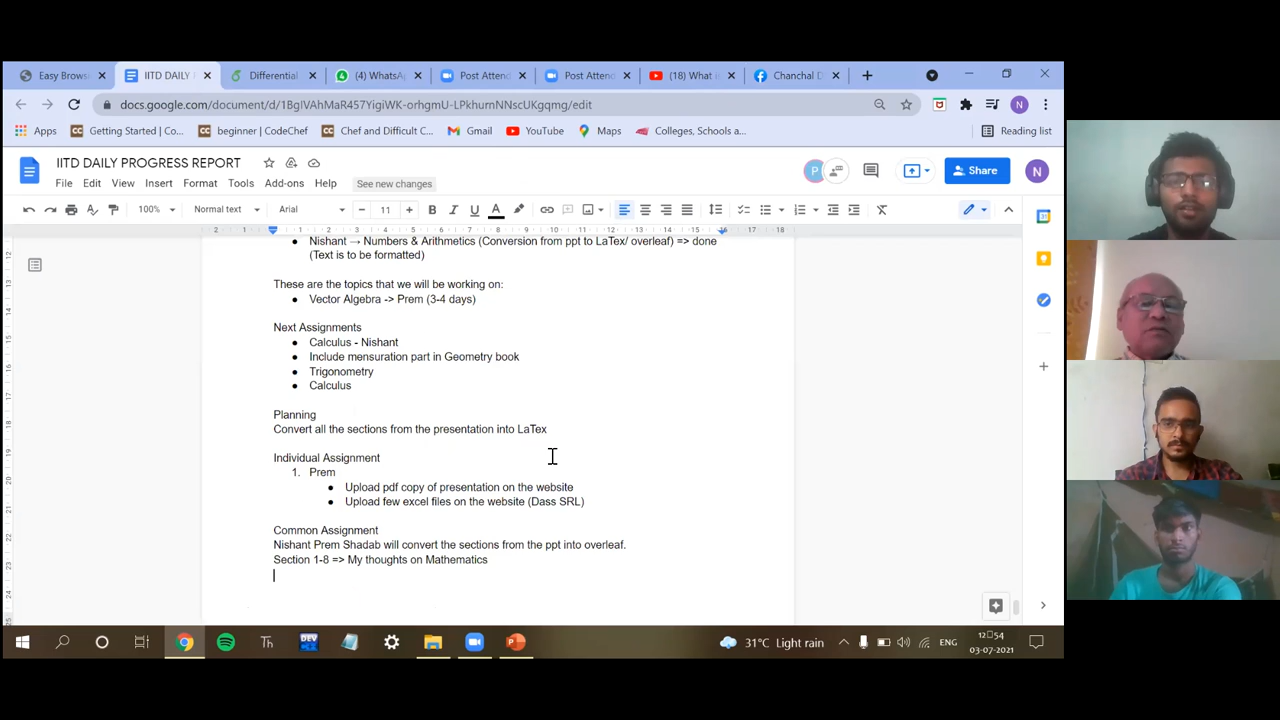 Easy Brows
IITD DAILY
Differential
(4) WhatsA
Post Attend
Post Attend
(18) What is
Chanchal D
docs.google.com/document/d/1BgIVAhMaR457YigiWK-orhgmU-LPkhurnNNscUKgqmg/edit
Apps
Getting Started | Co...
beginner | CodeChef
Chef and Difficult C...
Gmail
YouTube
Maps
Colleges, Schools a...
Reading list
IITD DAILY PROGRESS REPORT
File Edit View Insert Format Tools Add-ons Help
See new changes
Share
N
100% Normal text Arial 11
Nishant → Numbers & Arithmetics (Conversion from ppt to LaTex/ overleaf) => done
(Text is to be formatted)
These are the topics that we will be working on:
Vector Algebra -> Prem (3-4 days)
Next Assignments
Calculus - Nishant
Include mensuration part in Geometry book
Trigonometry
Calculus
Planning
Convert all the sections from the presentation into LaTex
Individual Assignment
1. Prem
Upload pdf copy of presentation on the website
Upload few excel files on the website (Dass SRL)
Common Assignment
Nishant Prem Shadab will convert the sections from the ppt into overleaf.
Section 1-8 => My thoughts on Mathematics
31°C Light rain
ENG
12:54
03-07-2021